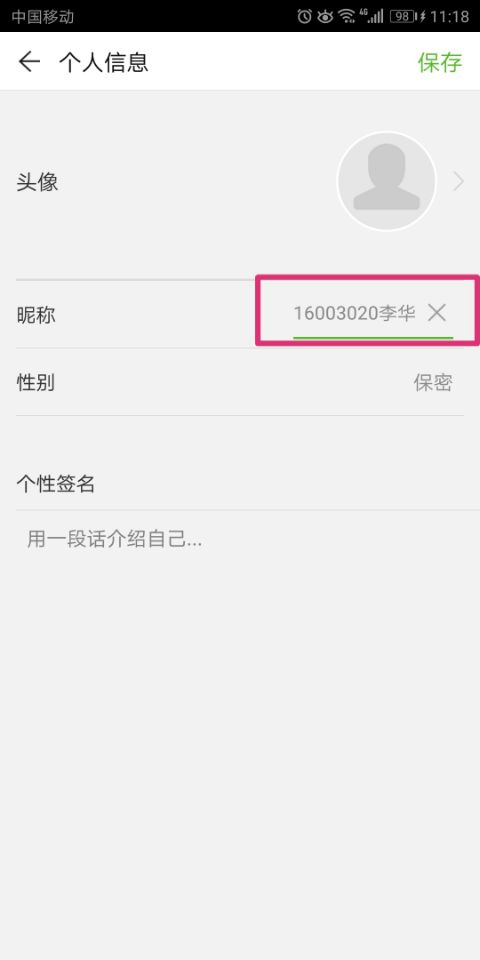 中国移动 4G 98 11:18
个人信息 保存
头像
昵称 16003020李华
性别 保密
个性签名
用一段话介绍自己...